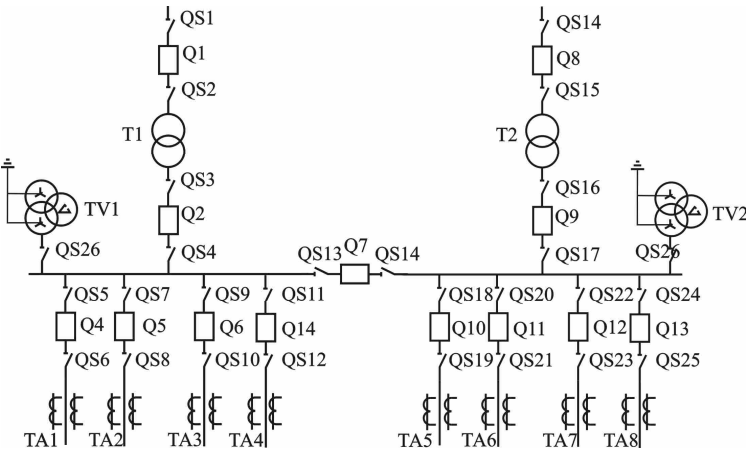 QS1 QS14
Q1 Q8
QS2 QS15
T1 T2
QS3 QS16
TV1 Q2 Q9 TV2
QS26 QS4 QS13 Q7 QS14 QS17 QS26
QS5 QS7 QS9 QS11 QS18 QS20 QS22 QS24
Q4 Q5 Q6 Q14 Q10 Q11 Q12 Q13
QS6 QS8 QS10 QS12 QS19 QS21 QS23 QS25
TA1 TA2 TA3 TA4 TA5 TA6 TA7 TA8